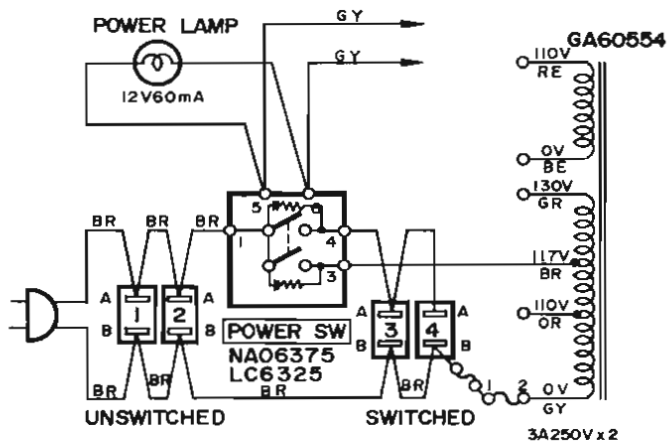 GY
POWER LAMP
GA60554
GY
110V
RE
12V60mA
0V
BE
130V
GR
5
6
BR
BR
BR
1
4
3
117V
BR
A
1
2
A
B
B
110V
OR
A
3
4
A
B
B
POWER SW
NA06375
LC6325
BR
BR
BR
BR
1
2
0V
GY
UNSWITCHED
SWITCHED
3A250V x 2